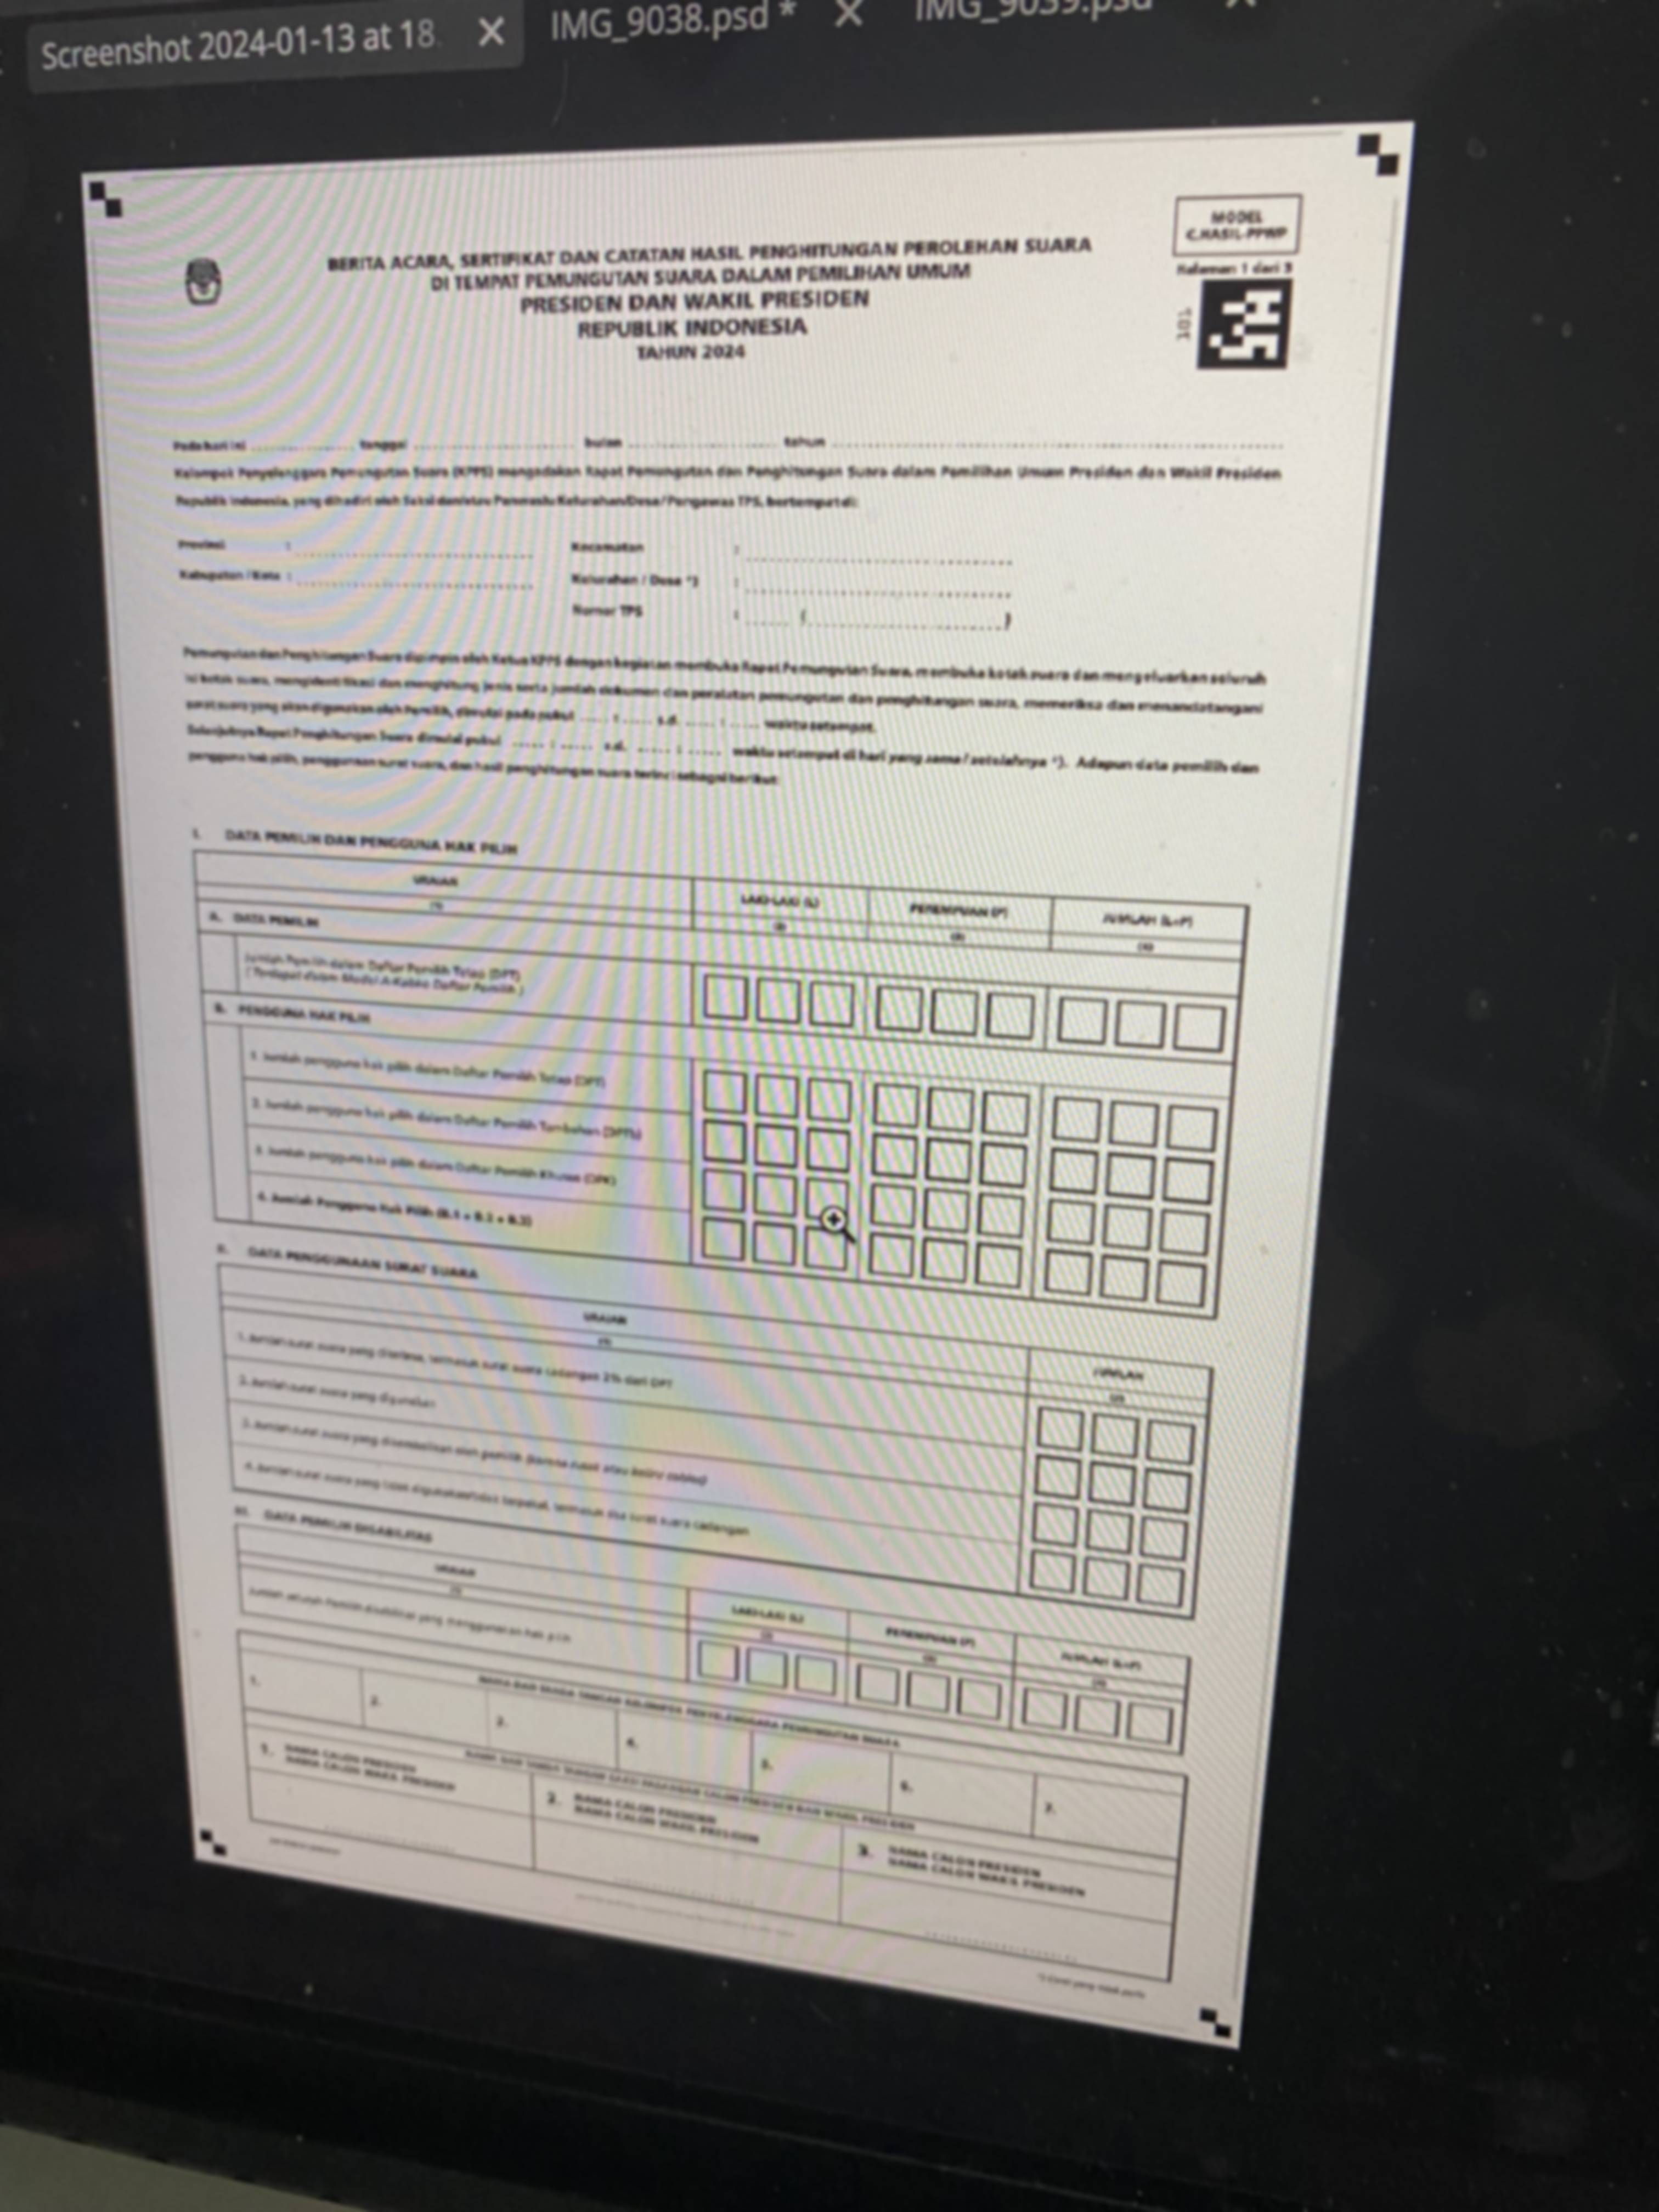 Screenshot 2024-01-13 at 18.
IMG_9038.psd *
IMG_9039.psd
MODEL
C.HASIL-PPWP
Halaman 1 dari 3
101
BERITA ACARA, SERTIFIKAT DAN CATATAN HASIL PENGHITUNGAN PEROLEHAN SUARA
DI TEMPAT PEMUNGUTAN SUARA DALAM PEMILIHAN UMUM
PRESIDEN DAN WAKIL PRESIDEN
REPUBLIK INDONESIA
TAHUN 2024
Pada hari ini tanggal bulan tahun
Kelompok Penyelenggara Pemungutan Suara (KPPS) mengadakan Rapat Pemungutan dan Penghitungan Suara dalam Pemilihan Umum Presiden dan Wakil Presiden
Republik Indonesia, yang dihadiri oleh Saksi dan/atau Panwaslu Kelurahan/Desa/ Pengawas TPS, bertempat di:
Provinsi :
Kecamatan :
Kabupaten / Kota :
Kelurahan / Desa *) :
Nomor TPS : ( )
Pemungutan dan Penghitungan Suara dipimpin oleh Ketua KPPS dengan kegiatan membuka Rapat Pemungutan Suara, membuka kotak suara dan mengeluarkan seluruh
isi kotak suara, mengidentifikasi dan menghitung jenis serta jumlah dokumen dan peralatan pemungutan dan penghitungan suara, memeriksa dan menandatangani
surat suara yang akan digunakan oleh Pemilih, dimulai pada pukul : s.d. : waktu setempat.
Selanjutnya Rapat Penghitungan Suara dimulai pukul : s.d. : waktu setempat di hari yang sama / setelahnya *). Adapun data pemilih dan
pengguna hak pilih, penggunaan surat suara, dan hasil penghitungan suara terinci sebagai berikut:
I. DATA PEMILIH DAN PENGGUNA HAK PILIH
URAIAN LAKI-LAKI (L) PEREMPUAN (P) JUMLAH (L+P)
(1) (2) (3) (4)
A. DATA PEMILIH
Jumlah Pemilih dalam Daftar Pemilih Tetap (DPT)
( Terdapat dalam Model A-Kabko Daftar Pemilih )
B. PENGGUNA HAK PILIH
1. Jumlah pengguna hak pilih dalam Daftar Pemilih Tetap (DPT)
2. Jumlah pengguna hak pilih dalam Daftar Pemilih Tambahan (DPTb)
3. Jumlah pengguna hak pilih dalam Daftar Pemilih Khusus (DPK)
4. Jumlah Pengguna Hak Pilih (B.1 + B.2 + B.3)
II. DATA PENGGUNAAN SURAT SUARA
URAIAN JUMLAH
(1) (2)
1. Jumlah surat suara yang diterima, termasuk surat suara cadangan 2% dari DPT
2. Jumlah surat suara yang digunakan
3. Jumlah surat suara yang dikembalikan oleh pemilih (karena rusak atau keliru coblos)
4. Jumlah surat suara yang tidak digunakan/tidak terpakai, termasuk sisa surat suara cadangan
III. DATA PEMILIH DISABILITAS
URAIAN LAKI-LAKI (L) PEREMPUAN (P) JUMLAH (L+P)
(1) (2) (3) (4)
Jumlah seluruh Pemilih disabilitas yang menggunakan hak pilih
NAMA DAN TANDA TANGAN KELOMPOK PENYELENGGARA PEMUNGUTAN SUARA
1. 2. 3. 4. 5. 6. 7.
NAMA DAN TANDA TANGAN SAKSI PASANGAN CALON PRESIDEN DAN WAKIL PRESIDEN
1. NAMA CALON PRESIDEN
NAMA CALON WAKIL PRESIDEN
2. NAMA CALON PRESIDEN
NAMA CALON WAKIL PRESIDEN
3. NAMA CALON PRESIDEN
NAMA CALON WAKIL PRESIDEN
*) Coret yang tidak perlu